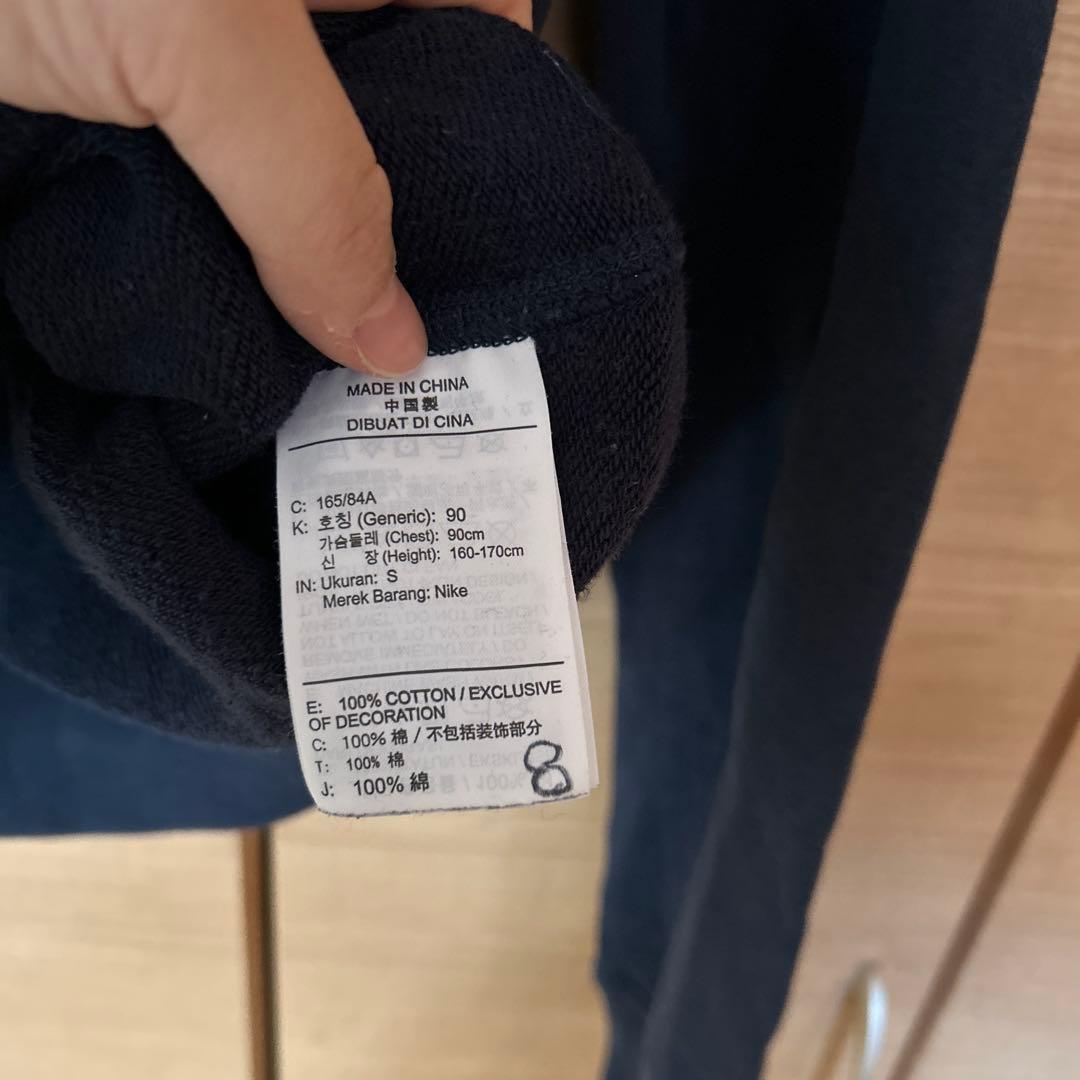 MADE IN CHINA
中国製
DIBUAT DI CINA
C: 165/84A
K: 호칭 (Generic): 90
가슴둘레 (Chest): 90cm
신 장 (Height): 160-170cm
IN: Ukuran: S
Merek Barang: Nike
E: 100% COTTON / EXCLUSIVE
OF DECORATION
C: 100% 棉 / 不包括装饰部分
T: 100% 棉
J: 100% 綿
8